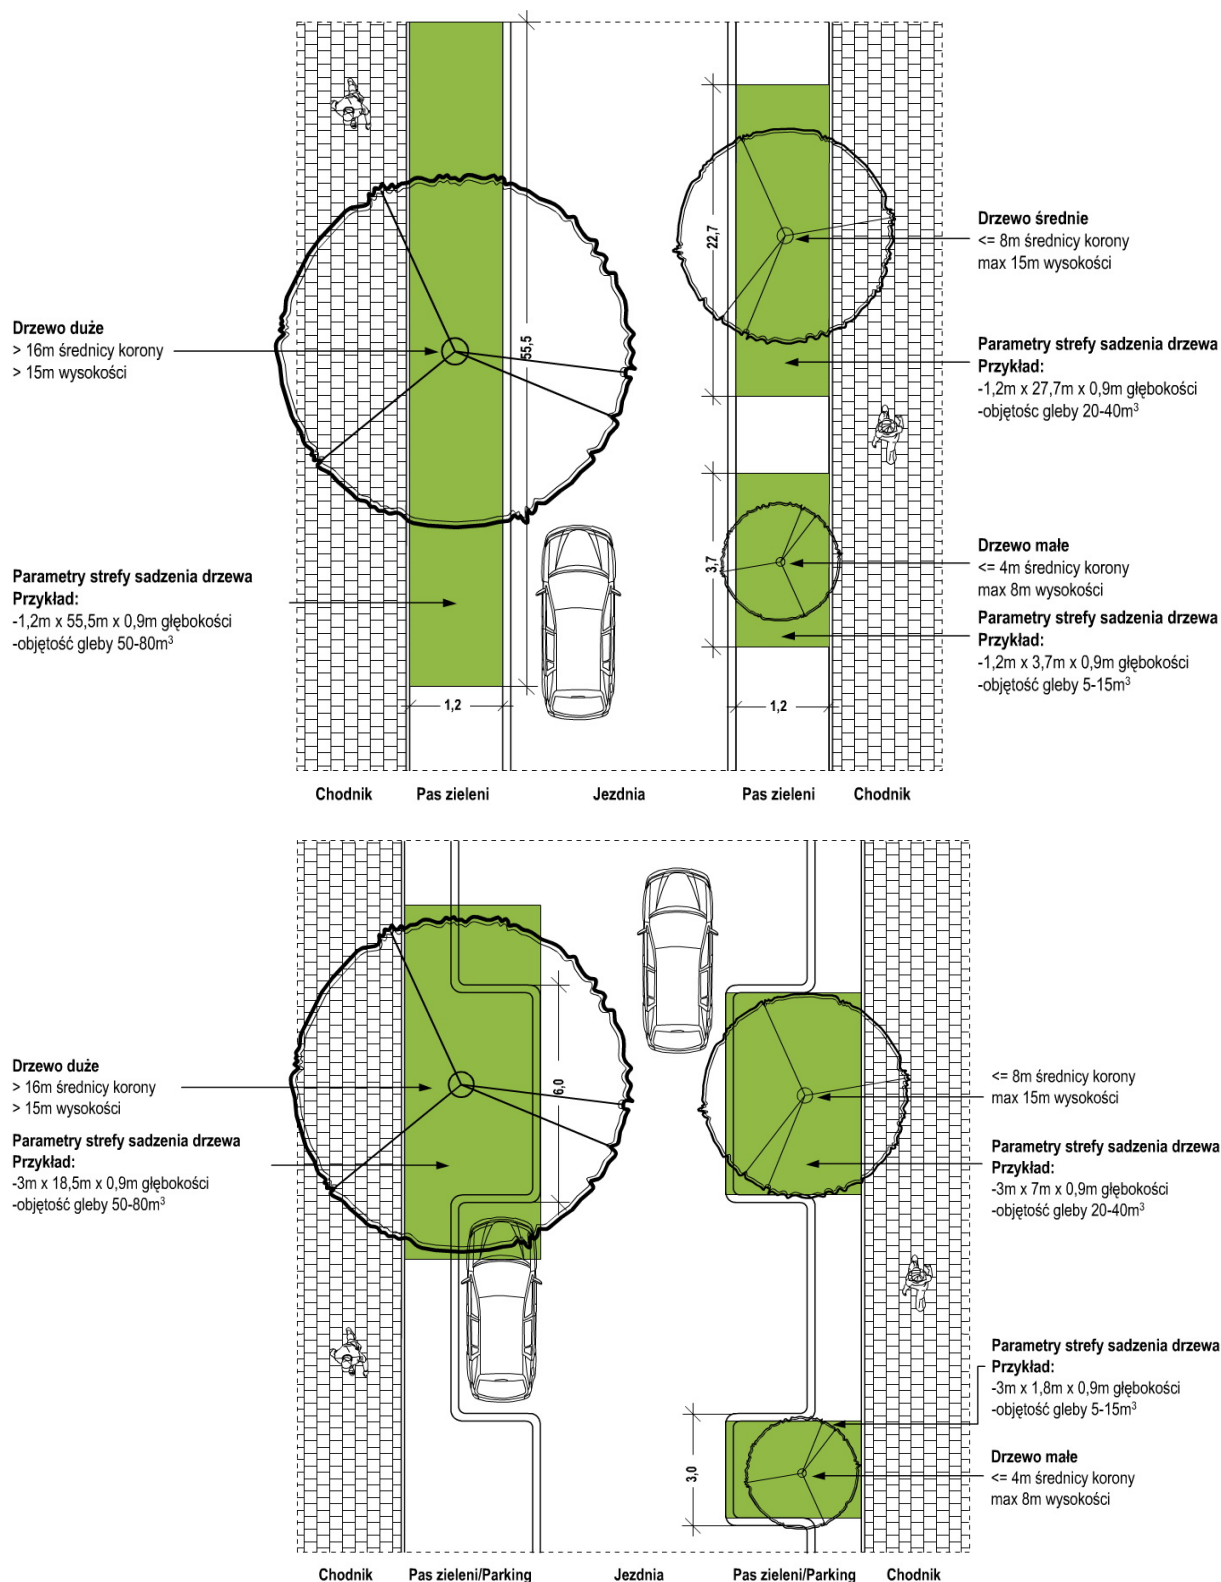 Drzewo duże
> 16m średnicy korony
> 15m wysokości
Parametry strefy sadzenia drzewa
Przykład:
-1,2m x 55,5m x 0,9m głębokości
-objętość gleby 50-80m³
55,5
1,2
22,7
3,7
1,2
Drzewo średnie
<= 8m średnicy korony
max 15m wysokości
Parametry strefy sadzenia drzewa
Przykład:
-1,2m x 27,7m x 0,9m głębokości
-objętośc gleby 20-40m³
Drzewo małe
<= 4m średnicy korony
max 8m wysokości
Parametry strefy sadzenia drzewa
Przykład:
-1,2m x 3,7m x 0,9m głębokości
-objętość gleby 5-15m³
Chodnik Pas zieleni Jezdnia Pas zieleni Chodnik
Drzewo duże
> 16m średnicy korony
> 15m wysokości
Parametry strefy sadzenia drzewa
Przykład:
-3m x 18,5m x 0,9m głębokości
-objętość gleby 50-80m³
6,0
3,0
<= 8m średnicy korony
max 15m wysokości
Parametry strefy sadzenia drzewa
Przykład:
-3m x 7m x 0,9m głębokości
-objętość gleby 20-40m³
Parametry strefy sadzenia drzewa
Przykład:
-3m x 1,8m x 0,9m głębokości
-objętość gleby 5-15m³
Drzewo małe
<= 4m średnicy korony
max 8m wysokości
Chodnik Pas zieleni/Parking Jezdnia Pas zieleni/Parking Chodnik